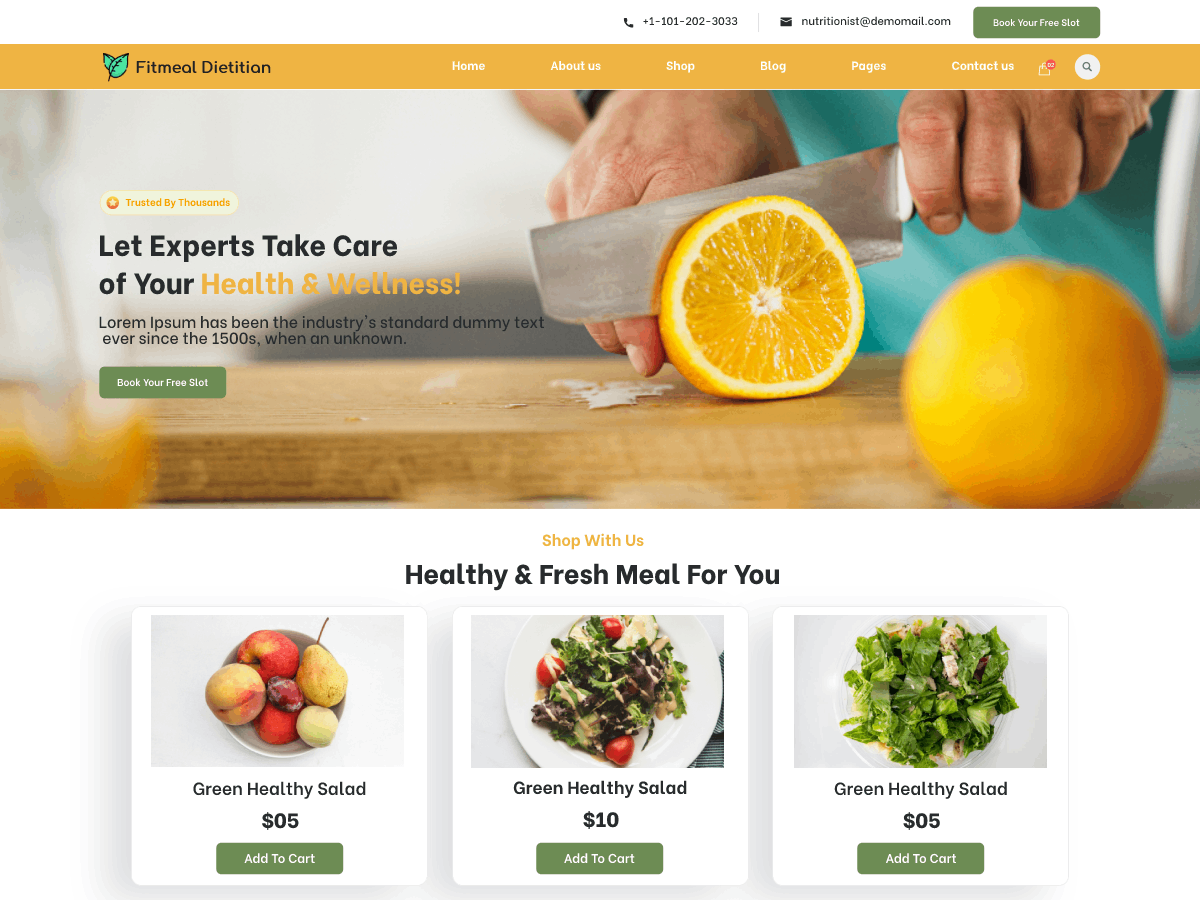 +1-101-202-3033
nutritionist@demomail.com
Book Your Free Slot
Fitmeal Dietitian
Home
About us
Shop
Blog
Pages
Contact us
02
Trusted By Thousands
Let Experts Take Care
of Your Health & Wellness!
Lorem Ipsum has been the industry's standard dummy text
ever since the 1500s, when an unknown.
Book Your Free Slot
Shop With Us
Healthy & Fresh Meal For You
Green Healthy Salad
$05
Add To Cart
Green Healthy Salad
$10
Add To Cart
Green Healthy Salad
$05
Add To Cart